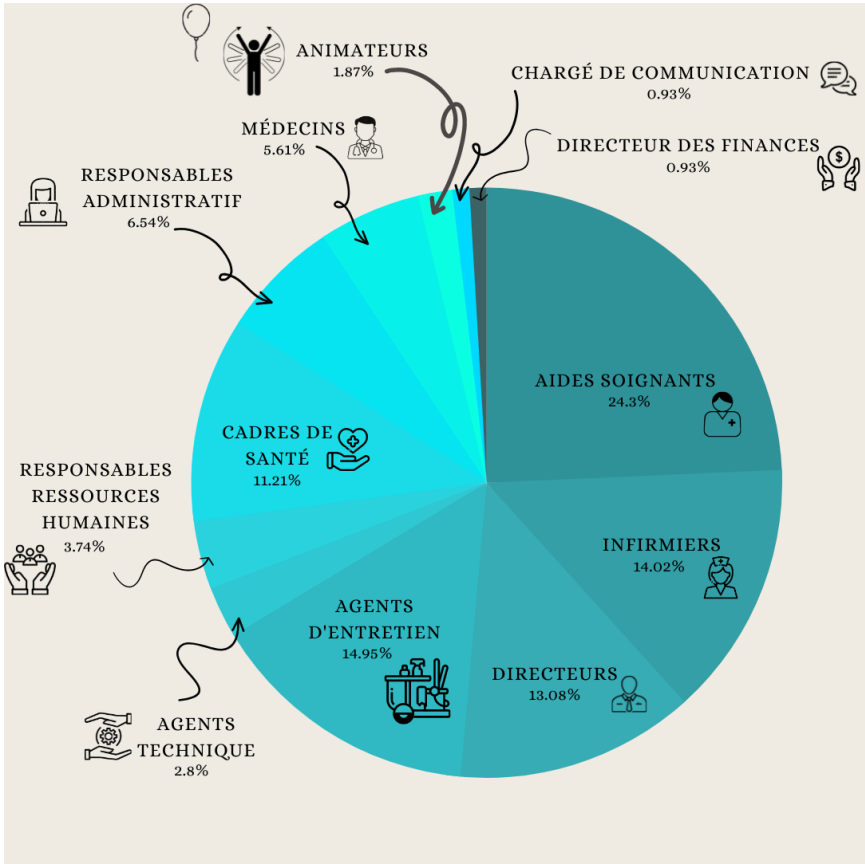 ANIMATEURS
1.87%
CHARGÉ DE COMMUNICATION
0.93%
MÉDECINS
5.61%
DIRECTEUR DES FINANCES
0.93%
RESPONSABLES
ADMINISTRATIF
6.54%
AIDES SOIGNANTS
24.3%
CADRES DE
SANTÉ
11.21%
RESPONSABLES
RESSOURCES
HUMAINES
3.74%
INFIRMIERS
14.02%
AGENTS
D'ENTRETIEN
14.95%
DIRECTEURS
13.08%
AGENTS
TECHNIQUE
2.8%